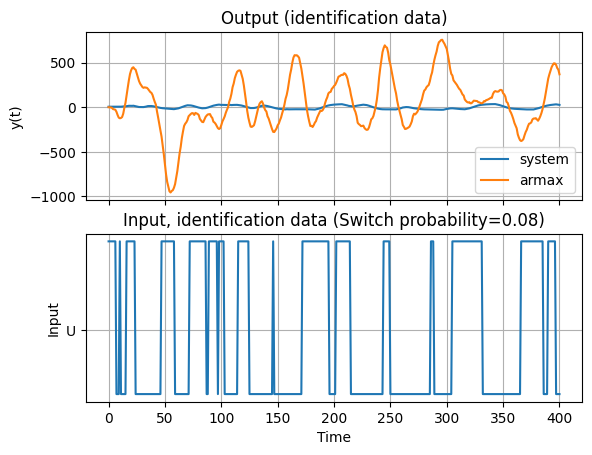 Output (identification data)
y(t)
500
0
−500
−1000
system
armax
Input, identification data (Switch probability=0.08)
Input
U
0 50 100 150 200 250 300 350 400
Time